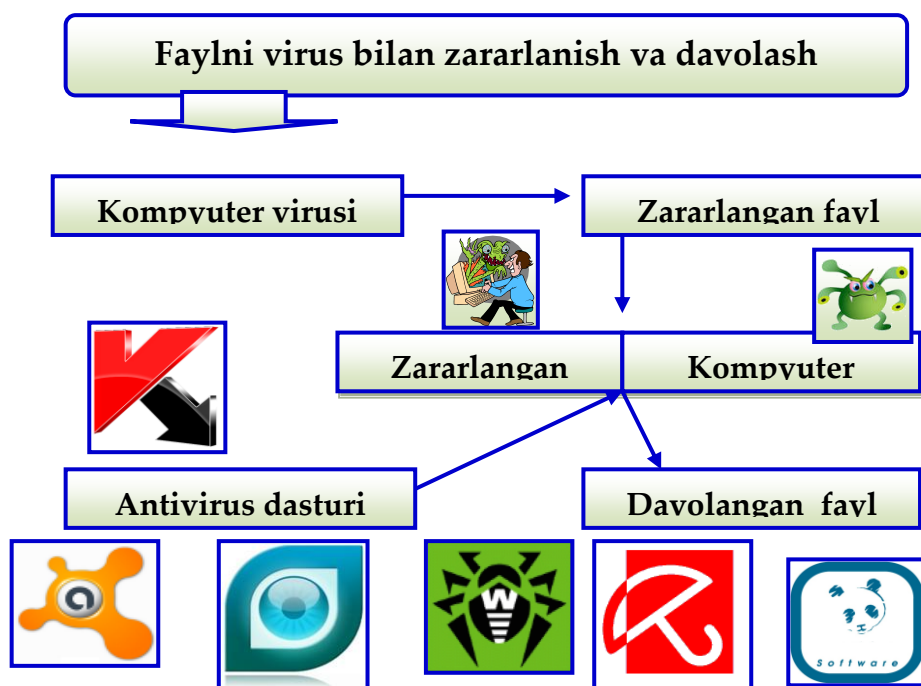 Faylni virus bilan zararlanish va davolash
Kompyuter virusi
Zararlangan fayl
Zararlangan
Kompyuter
Antivirus dasturi
Davolangan fayl
a
W
Software